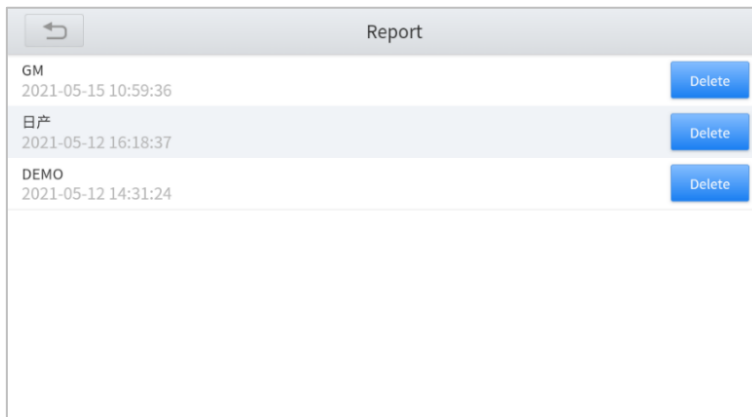 Report
GM
2021-05-15 10:59:36
Delete
日产
2021-05-12 16:18:37
Delete
DEMO
2021-05-12 14:31:24
Delete